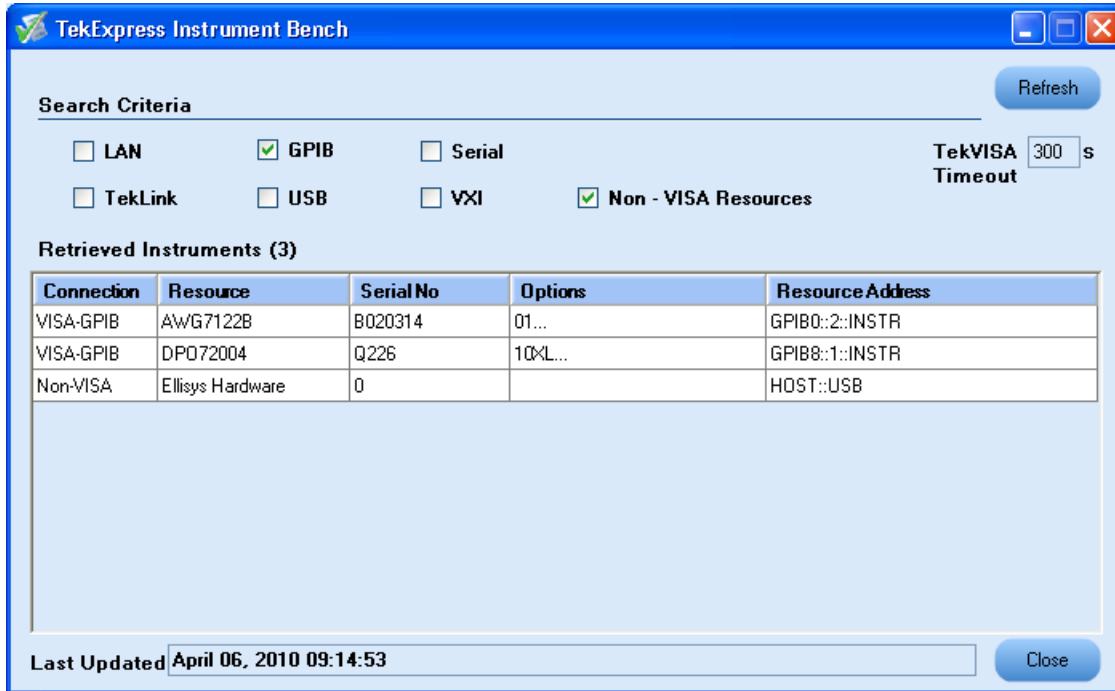 TekExpress Instrument Bench
Refresh
Search Criteria
LAN GPIB Serial TekVISA Timeout 300 s
TekLink USB VXI Non - VISA Resources
Retrieved Instruments (3)
Connection Resource Serial No Options Resource Address
VISA-GPIB AWG7122B B020314 01... GPIB0::2::INSTR
VISA-GPIB DPO72004 Q226 10XL... GPIB8::1::INSTR
Non-VISA Ellisys Hardware 0 HOST::USB
Last Updated April 06, 2010 09:14:53 Close